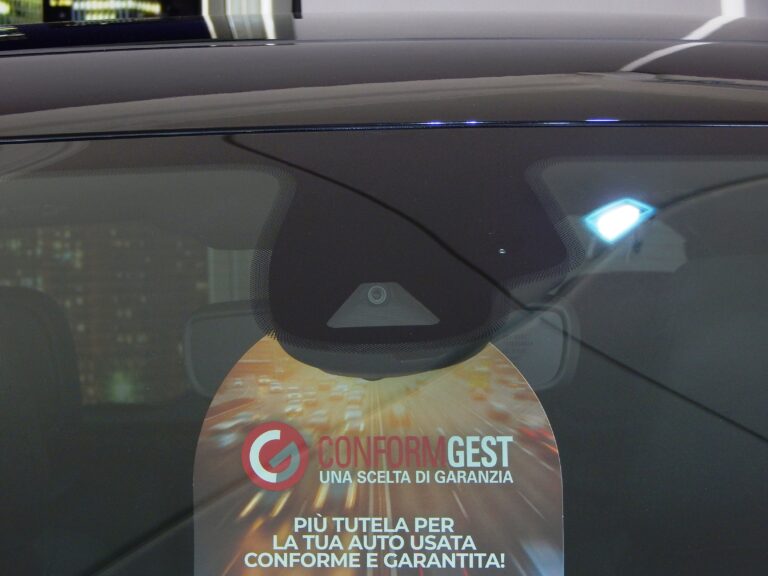 CONFORMGEST
UNA SCELTA DI GARANZIA
PIÙ TUTELA PER
LA TUA AUTO USATA
CONFORME E GARANTITA!